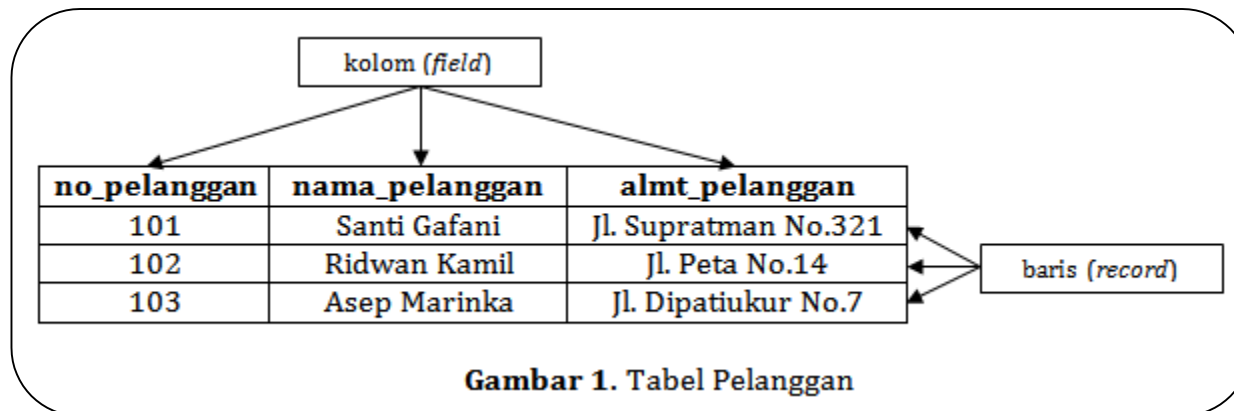 kolom (field)
no_pelanggan nama_pelanggan almt_pelanggan
101 Santi Gafani Jl. Supratman No.321
102 Ridwan Kamil Jl. Peta No.14
baris (record)
103 Asep Marinka Jl. Dipatiukur No.7
Gambar 1. Tabel Pelanggan